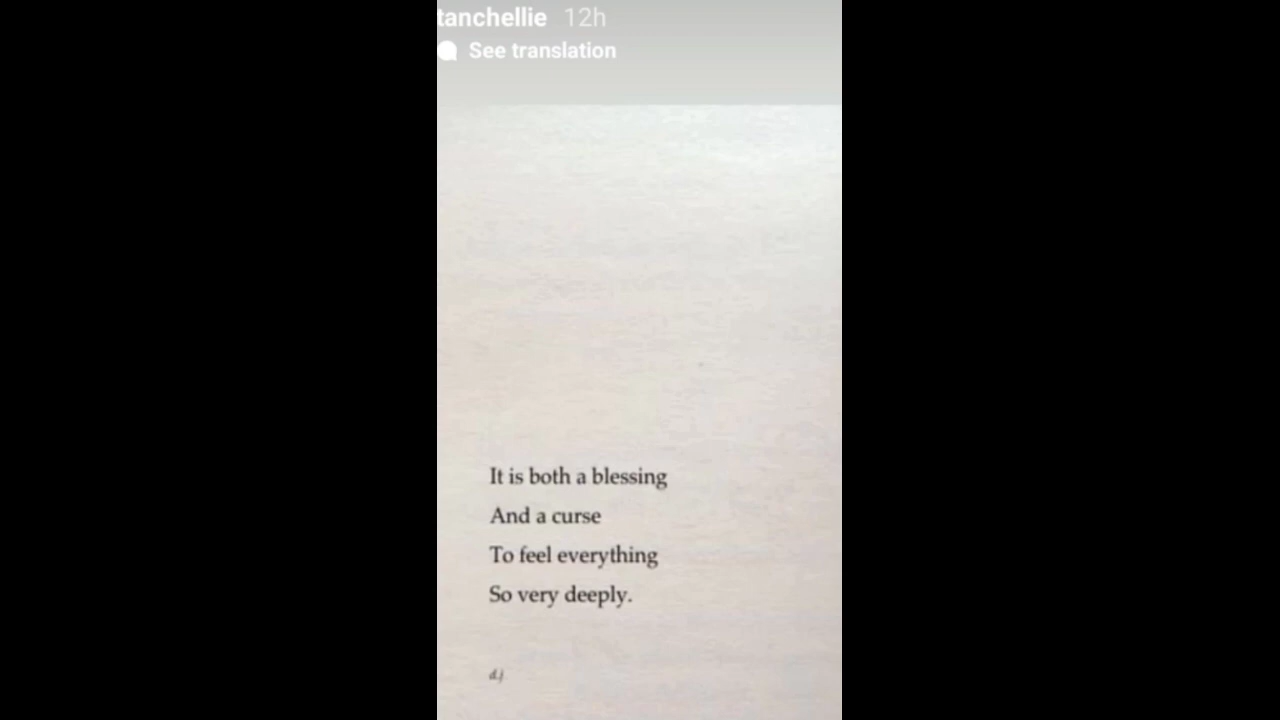 tanchellie 12h
See translation
It is both a blessing
And a curse
To feel everything
So very deeply.
d.j